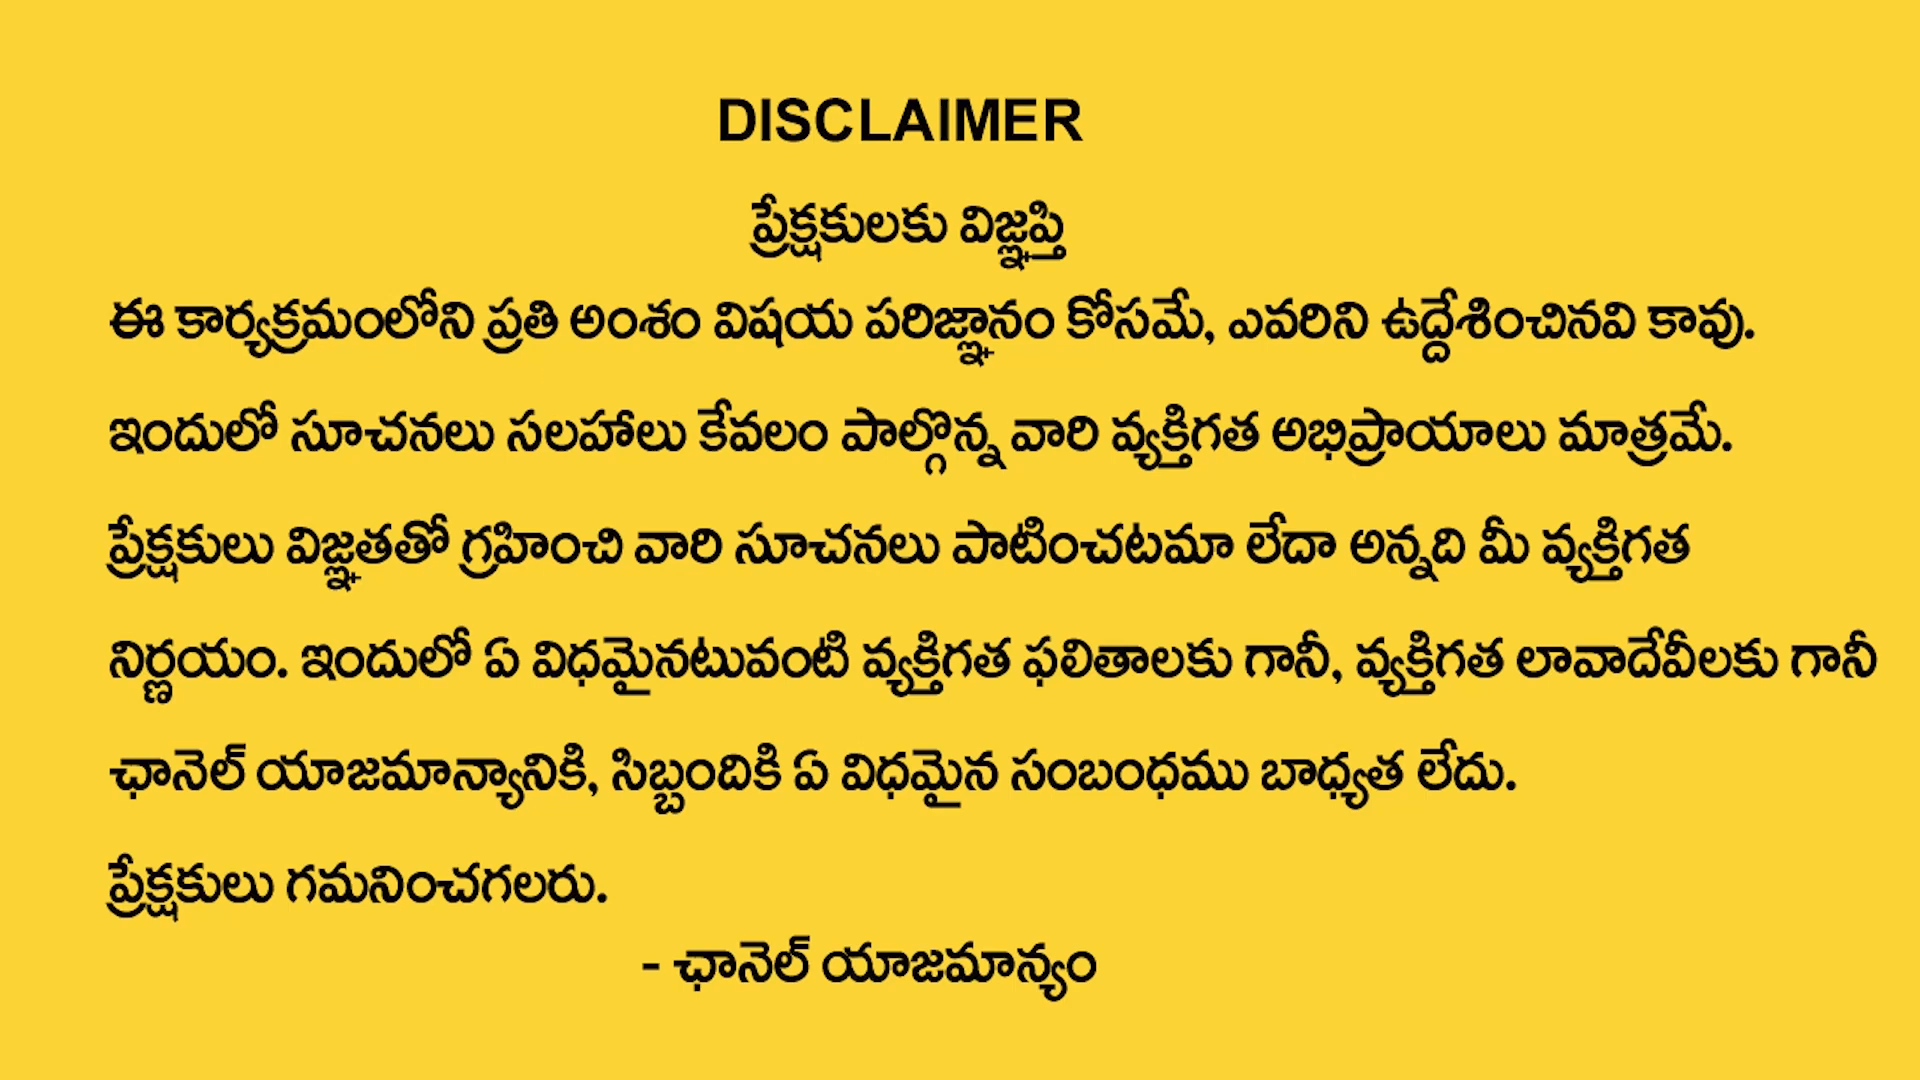 DISCLAIMER
ప్రేక్షకులకు విజ్ఞప్తి
ఈ కార్యక్రమంలోని ప్రతి అంశం విషయ పరిజ్ఞానం కోసమే, ఎవరిని ఉద్దేశించినవి కావు.
ఇందులో సూచనలు సలహాలు కేవలం పాల్గొన్న వారి వ్యక్తిగత అభిప్రాయాలు మాత్రమే.
ప్రేక్షకులు విజ్ఞతతో గ్రహించి వారి సూచనలు పాటించటమా లేదా అన్నది మీ వ్యక్తిగత
నిర్ణయం. ఇందులో ఏ విధమైనటువంటి వ్యక్తిగత ఫలితాలకు గానీ, వ్యక్తిగత లావాదేవీలకు గానీ
ఛానెల్ యాజమాన్యానికి, సిబ్బందికి ఏ విధమైన సంబంధము బాధ్యత లేదు.
ప్రేక్షకులు గమనించగలరు.
- ఛానెల్ యాజమాన్యం